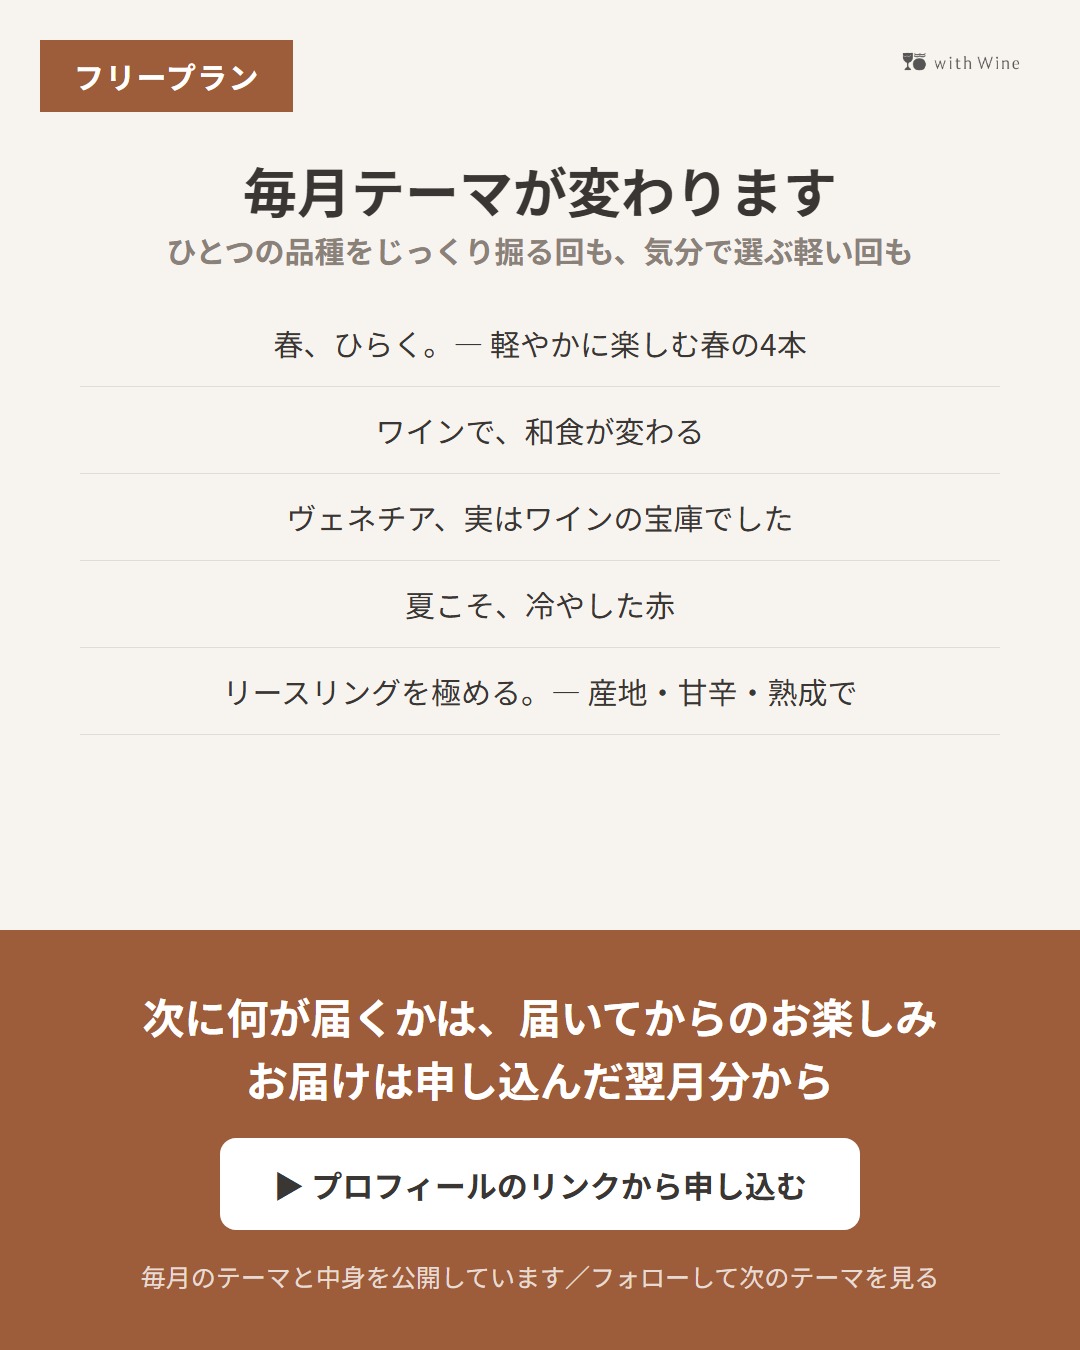 フリープラン
with Wine
毎月テーマが変わります
ひとつの品種をじっくり掘る回も、気分で選ぶ軽い回も
春、ひらく。― 軽やかに楽しむ春の4本
ワインで、和食が変わる
ヴェネチア、実はワインの宝庫でした
夏こそ、冷やした赤
リースリングを極める。― 産地・甘辛・熟成で
次に何が届くかは、届いてからのお楽しみ
お届けは申し込んだ翌月分から
▶ プロフィールのリンクから申し込む
毎月のテーマと中身を公開しています／フォローして次のテーマを見る